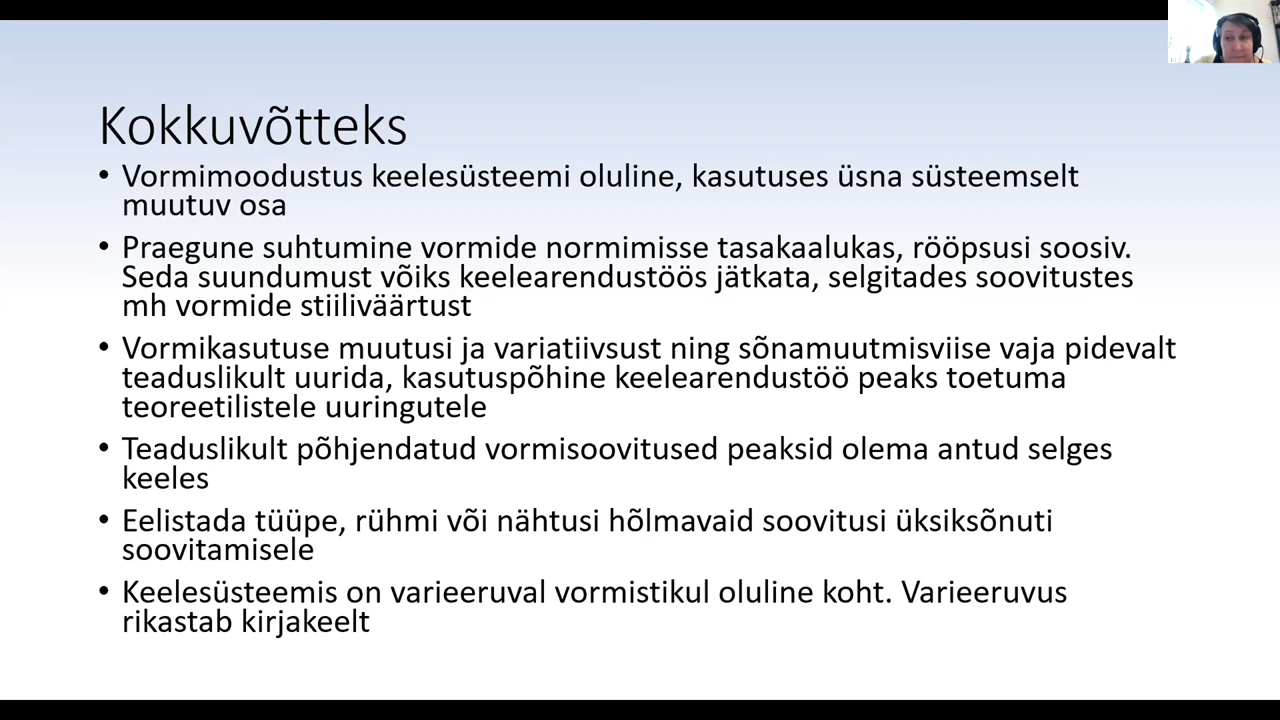 Kokkuvõtteks
• Vormimoodustus keelesüsteemi oluline, kasutuses üsna süsteemselt
muutuv osa
• Praegune suhtumine vormide normimisse tasakaalukas, rööpsusi soosiv.
Seda suundumust võiks keelearendustöös jätkata, selgitades soovitustes
mh vormide stiiliväärtust
• Vormikasutuse muutusi ja variatiivsust ning sõnamuutmisviise vaja pidevalt
teaduslikult uurida, kasutuspõhine keelearendustöö peaks toetuma
teoreetilistele uuringutele
• Teaduslikult põhjendatud vormisoovitused peaksid olema antud selges
keeles
• Eelistada tüüpe, rühmi või nähtusi hõlmavaid soovitusi üksiksõnuti
soovitamisele
• Keelesüsteemis on varieeruval vormistikul oluline koht. Varieeruvus
rikastab kirjakeelt